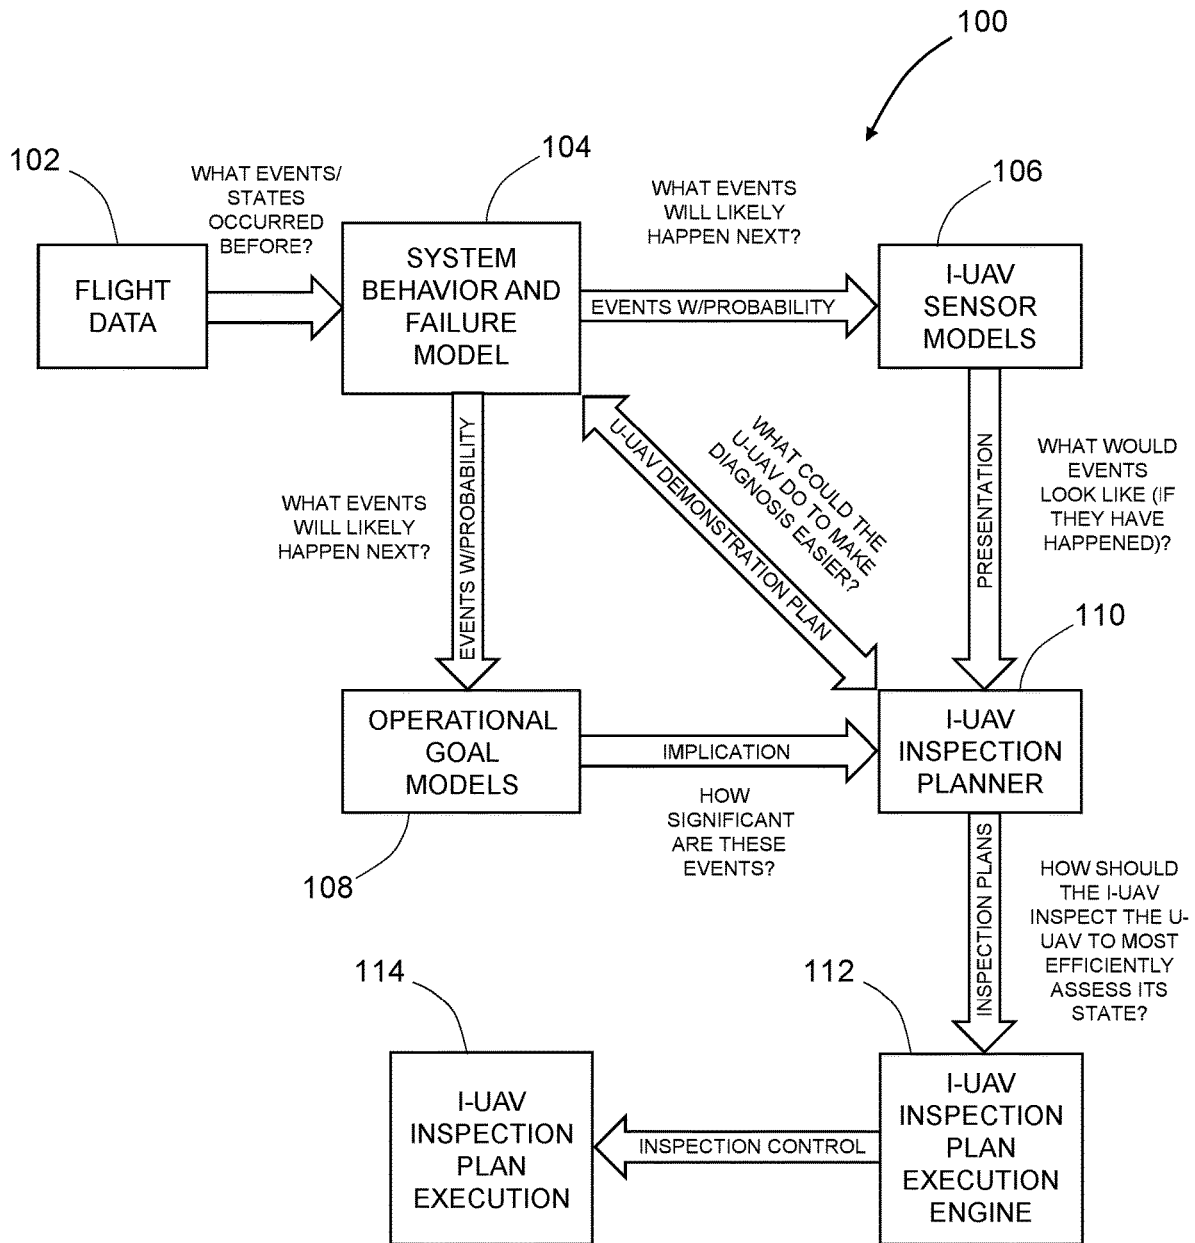 100
102
WHAT EVENTS/
STATES
OCCURRED
BEFORE?
104
WHAT EVENTS
WILL LIKELY
HAPPEN NEXT?
106
FLIGHT
DATA
SYSTEM
BEHAVIOR AND
FAILURE
MODEL
EVENTS W/PROBABILITY
I-UAV
SENSOR
MODELS
WHAT EVENTS
WILL LIKELY
HAPPEN NEXT?
EVENTS W/PROBABILITY
U-UAV DEMONSTRATION PLAN
WHAT COULD THE
U-UAV DO TO MAKE
DIAGNOSIS EASIER?
PRESENTATION
WHAT WOULD
EVENTS
LOOK LIKE (IF
THEY HAVE
HAPPENED)?
110
OPERATIONAL
GOAL
MODELS
IMPLICATION
I-UAV
INSPECTION
PLANNER
108
HOW
SIGNIFICANT
ARE THESE
EVENTS?
INSPECTION PLANS
HOW SHOULD
THE I-UAV
INSPECT THE U-
UAV TO MOST
EFFICIENTLY
ASSESS ITS
STATE?
114
112
I-UAV
INSPECTION
PLAN
EXECUTION
INSPECTION CONTROL
I-UAV
INSPECTION
PLAN
EXECUTION
ENGINE